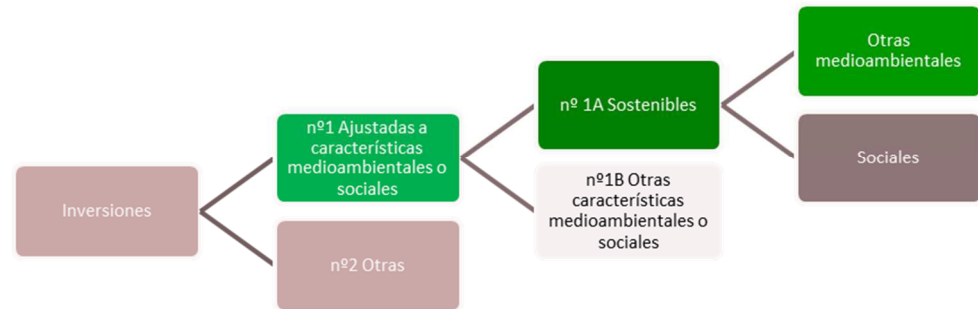 Inversiones
nº1 Ajustadas a
características
medioambientales o
sociales
nº2 Otras
nº 1A Sostenibles
nº1B Otras
características
medioambientales o
sociales
Otras
medioambientales
Sociales